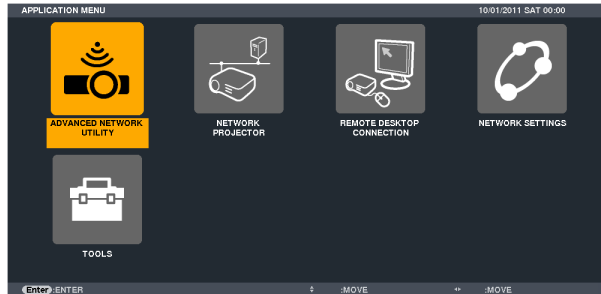 APPLICATION MENU
10/01/2011 SAT 00:00
ADVANCED NETWORK
UTILITY
NETWORK
PROJECTOR
REMOTE DESKTOP
CONNECTION
NETWORK SETTINGS
TOOLS
Enter:ENTER
:MOVE
:MOVE